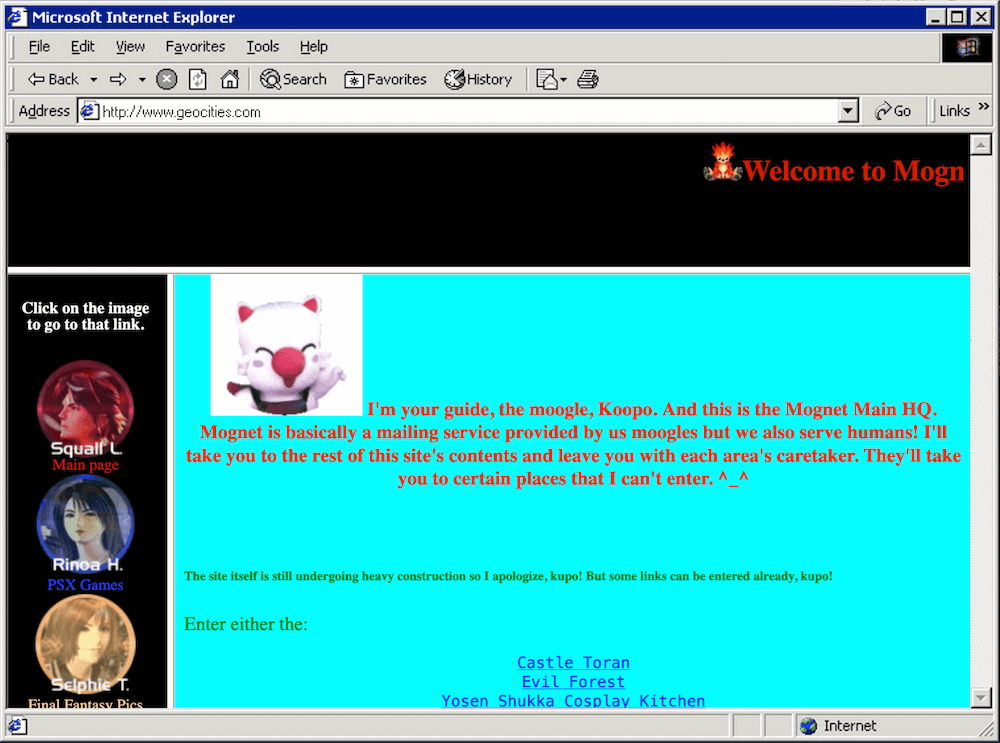 Microsoft Internet Explorer
File Edit View Favorites Tools Help
Back Search Favorites History
Address http://www.geocities.com Go Links »
Welcome to Mogn
Click on the image
to go to that link.
Squall L.
Main page
Rinoa H.
PSX Games
Selphie T.
Final Fantasy Pics
I'm your guide, the moogle, Koopo. And this is the Mognet Main HQ.
Mognet is basically a mailing service provided by us moogles but we also serve humans! I'll
take you to the rest of this site's contents and leave you with each area's caretaker. They'll take
you to certain places that I can't enter. ^_^
The site itself is still undergoing heavy construction so I apologize, kupo! But some links can be entered already, kupo!
Enter either the:
Castle Toran
Evil Forest
Yosen Shukka Cosplay Kitchen
Internet